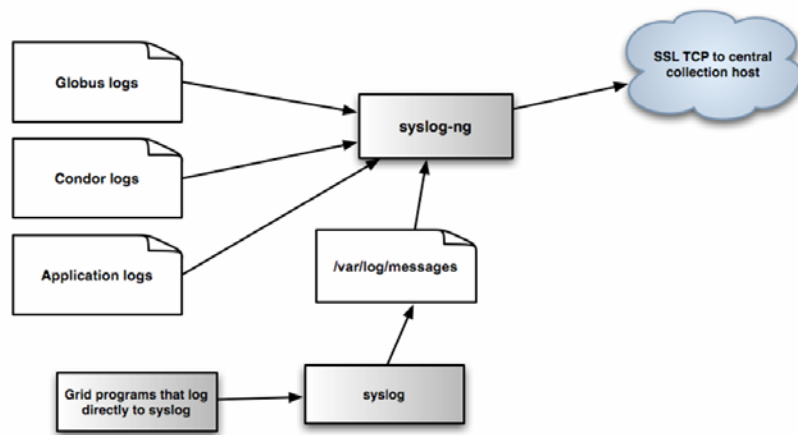 Globus logs
SSL TCP to central
collection host
syslog-ng
Condor logs
Application logs
/var/log/messages
Grid programs that log
directly to syslog
syslog